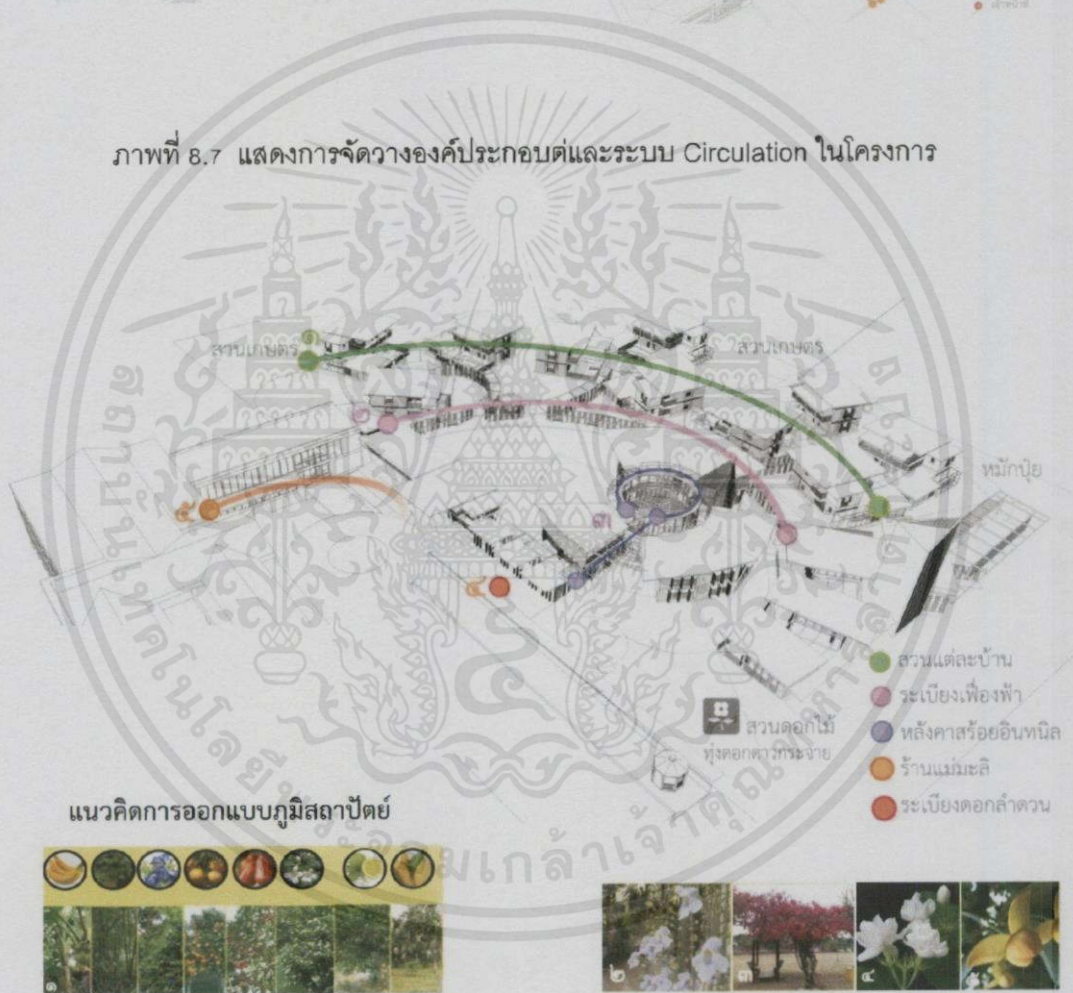 ภาพที่ 8.7 แสดงการจัดวางองค์ประกอบต่และระบบ Circulation ในโครงการ
สวนเกษตร
สวนเกษตร
หมักปุ๋ย
๓
สวนแต่ละบ้าน
ระเบียงเฟื่องฟ้า
สวนดอกไม้
หลังคาสร้อยอินทนิล
ทุ่งดอกดาวกระจาย
ร้านแม่มะลิ
ระเบียงดอกลำดวน
แนวคิดการออกแบบภูมิสถาปัตย์
๑
๒
๓
๔
๕